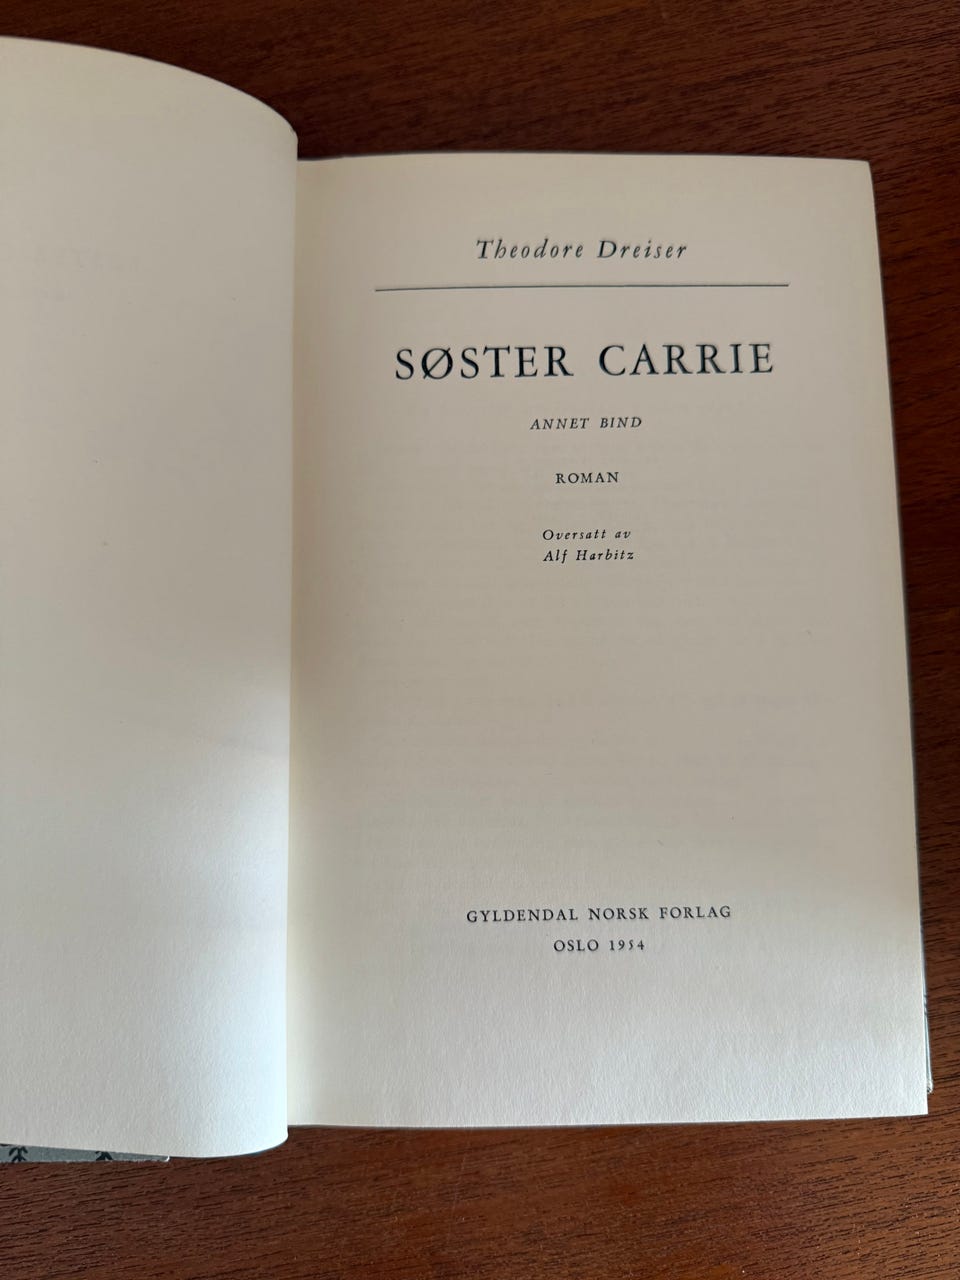 Theodore Dreiser
SØSTER CARRIE
ANNET BIND
ROMAN
Oversatt av
Alf Harbitz
GYLDENDAL NORSK FORLAG
OSLO 1954